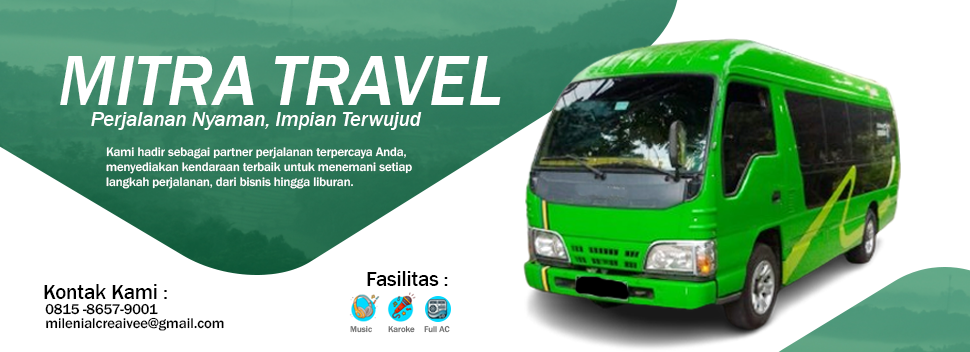 MITRA TRAVEL
Perjalanan Nyaman, Impian Terwujud
Kami hadir sebagai partner perjalanan terpercaya Anda,
menyediakan kendaraan terbaik untuk menemani setiap
langkah perjalanan, dari bisnis hingga liburan.
Kontak Kami :
0815 -8657-9001
milenialcreaivee@gmail.com
Fasilitas :
Music Karoke Full AC